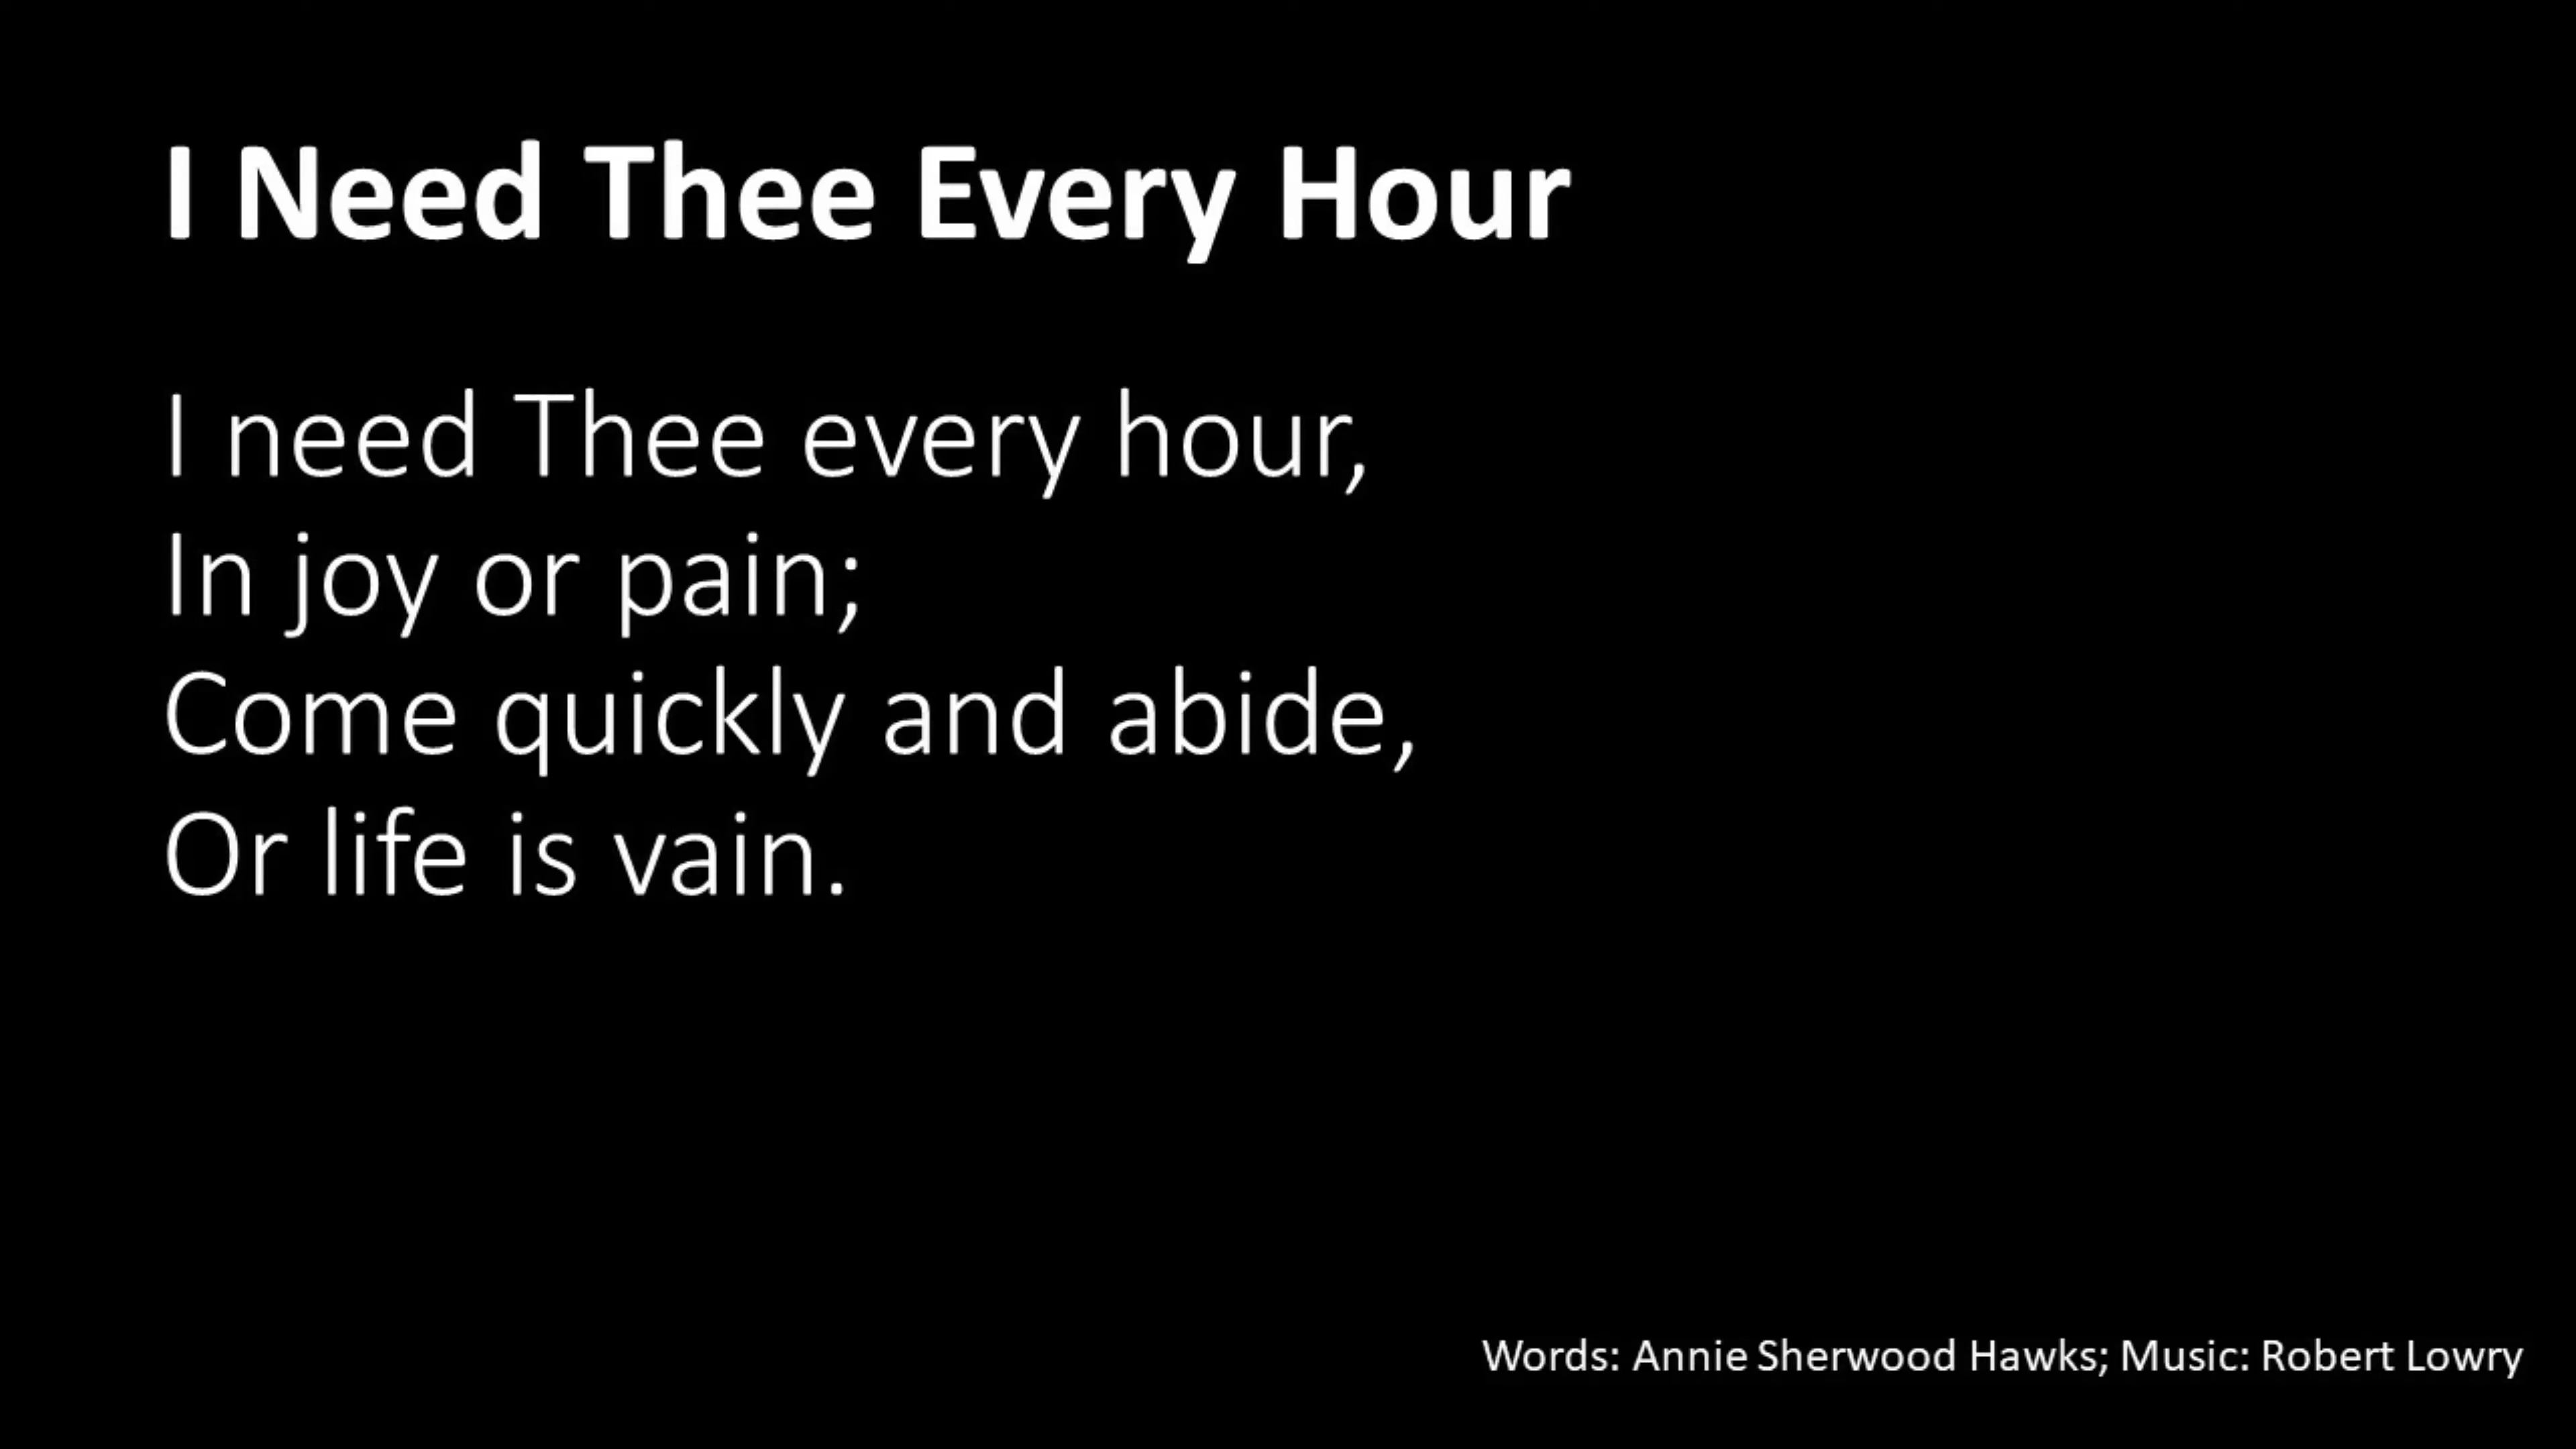 I Need Thee Every Hour
I need Thee every hour,
In joy or pain;
Come quickly and abide,
Or life is vain.
Words: Annie Sherwood Hawks; Music: Robert Lowry